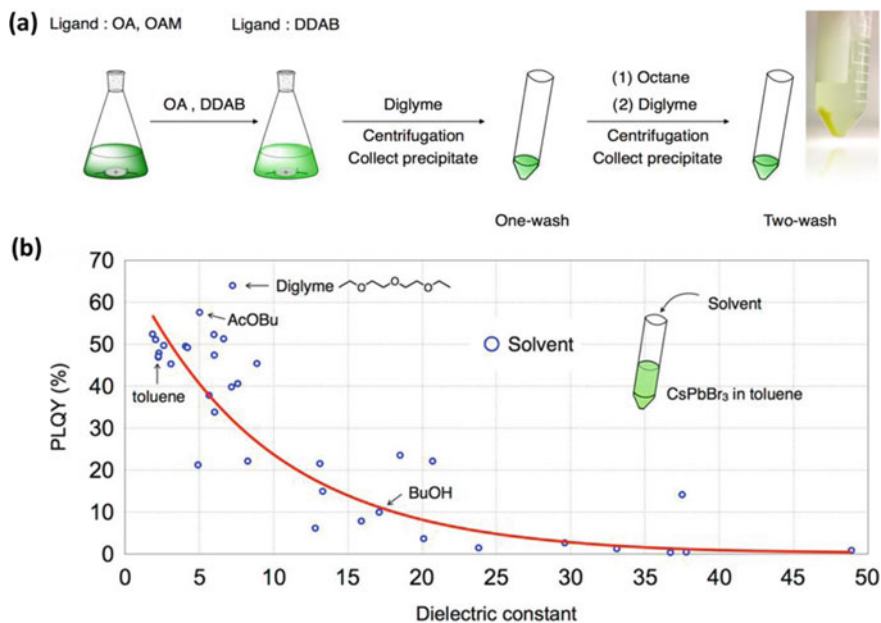 (a)
Ligand : OA, OAM
Ligand : DDAB
OA , DDAB
Diglyme
Centrifugation
Collect precipitate
(1) Octane
(2) Diglyme
Centrifugation
Collect precipitate
One-wash
Two-wash
(b)
70
60
50
40
30
20
10
0
PLQY (%)
Diglyme
O
O
O
AcOBu
toluene
Solvent
BuOH
Solvent
CsPbBr₃ in toluene
0
5
10
15
20
25
30
35
40
45
50
Dielectric constant